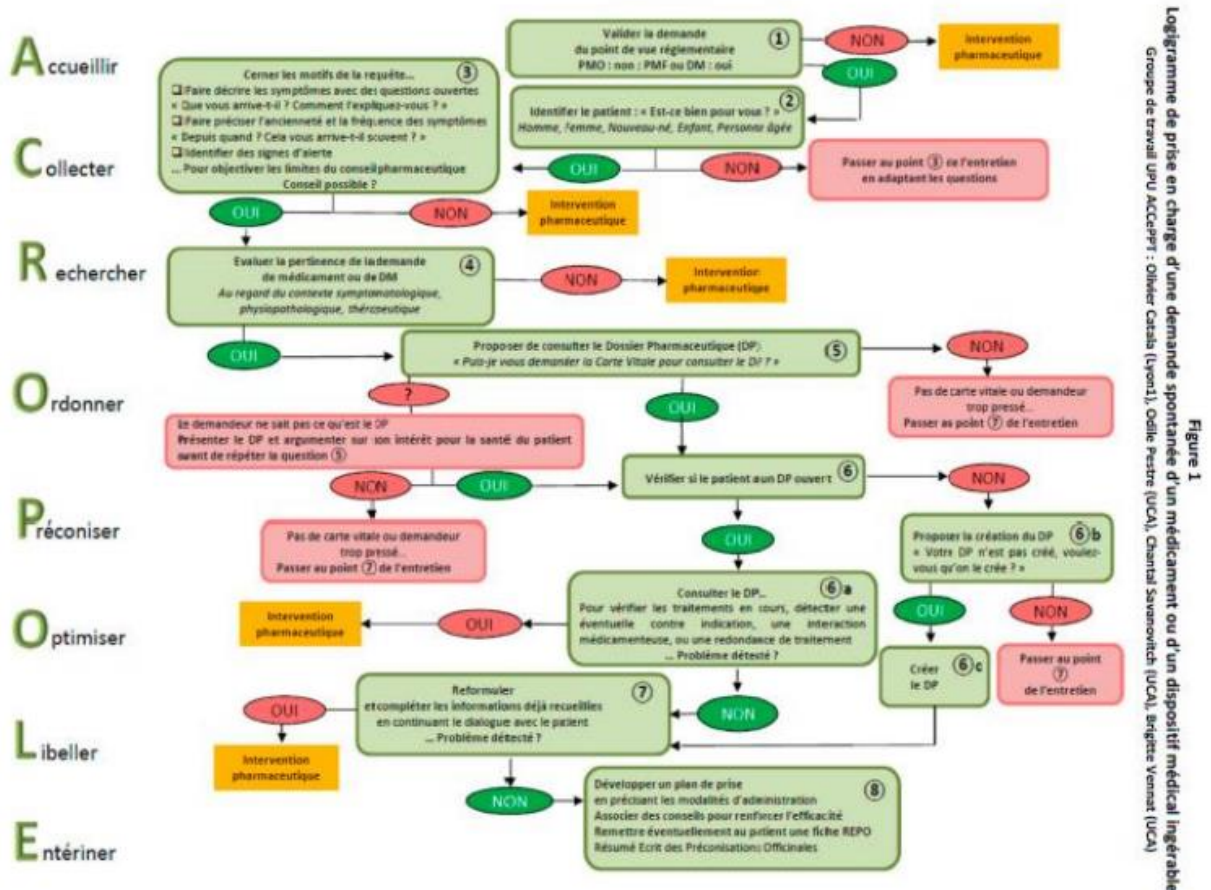 Accueillir
Collecter
Rechercher
Ordonner
Préconiser
Optimiser
Libeller
Entériner
Valider la demande
du point de vue réglementaire
PMO : non ; PMF ou DM : oui
①
NON
Intervention
pharmaceutique
OUI
Identifier le patient : « Est-ce bien pour vous ? »
Homme, Femme, Nouveau-né, Enfant, Personne âgée
②
OUI
NON
Passer au point ③ de l'entretien
en adaptant les questions
Cerner les motifs de la requête...
③
❑ Faire décrire les symptômes avec des questions ouvertes
« Que vous arrive-t-il ? Comment l'expliquez-vous ? »
❑ Faire préciser l'ancienneté et la fréquence des symptômes
« Depuis quand ? Cela vous arrive-t-il souvent ? »
❑ Identifier des signes d'alerte
... Pour objectiver les limites du conseil pharmaceutique
Conseil possible ?
OUI
NON
Intervention
pharmaceutique
Evaluer la pertinence de la demande
de médicament ou de DM
④
Au regard du contexte symptomatologique,
physiopathologique, thérapeutique
NON
Intervention
pharmaceutique
OUI
Proposer de consulter le Dossier Pharmaceutique (DP)
« Puis-je vous demander la Carte Vitale pour consulter le DP ? »
⑤
NON
Pas de carte vitale ou demandeur
trop pressé...
Passer au point ⑦ de l'entretien
?
Le demandeur ne sait pas ce qu'est le DP
Présenter le DP et argumenter sur son intérêt pour la santé du patient
avant de répéter la question ⑤
OUI
NON
OUI
Pas de carte vitale ou demandeur
trop pressé...
Passer au point ⑦ de l'entretien
Vérifier si le patient a un DP ouvert
⑥
NON
Proposer la création du DP
⑥b
« Votre DP n'est pas créé, voulez-
vous qu'on le crée ? »
OUI
NON
Créer
le DP
⑥c
Passer au point
⑦
de l'entretien
OUI
Consulter le DP...
⑥a
Pour vérifier les traitements en cours, détecter une
éventuelle contre indication, une interaction
médicamenteuse, ou une redondance de traitement
... Problème détecté ?
OUI
Intervention
pharmaceutique
NON
Reformuler
⑦
et compléter les informations déjà recueillies
en continuant le dialogue avec le patient
... Problème détecté ?
OUI
Intervention
pharmaceutique
NON
Développer un plan de prise
⑧
en précisant les modalités d'administration
Associer des conseils pour renforcer l'efficacité
Remettre éventuellement au patient une fiche REPO
Résumé Ecrit des Préconisations Officinales
Figure 1
Logigramme de prise en charge d'une demande spontanée d'un médicament ou d'un dispositif médical ingérable
Groupe de travail UPU ACCePPT : Olivier Catala (Lyon1), Odile Pestre (UCA), Chantal Savanovitch (UCA), Brigitte Vennat (UCA)